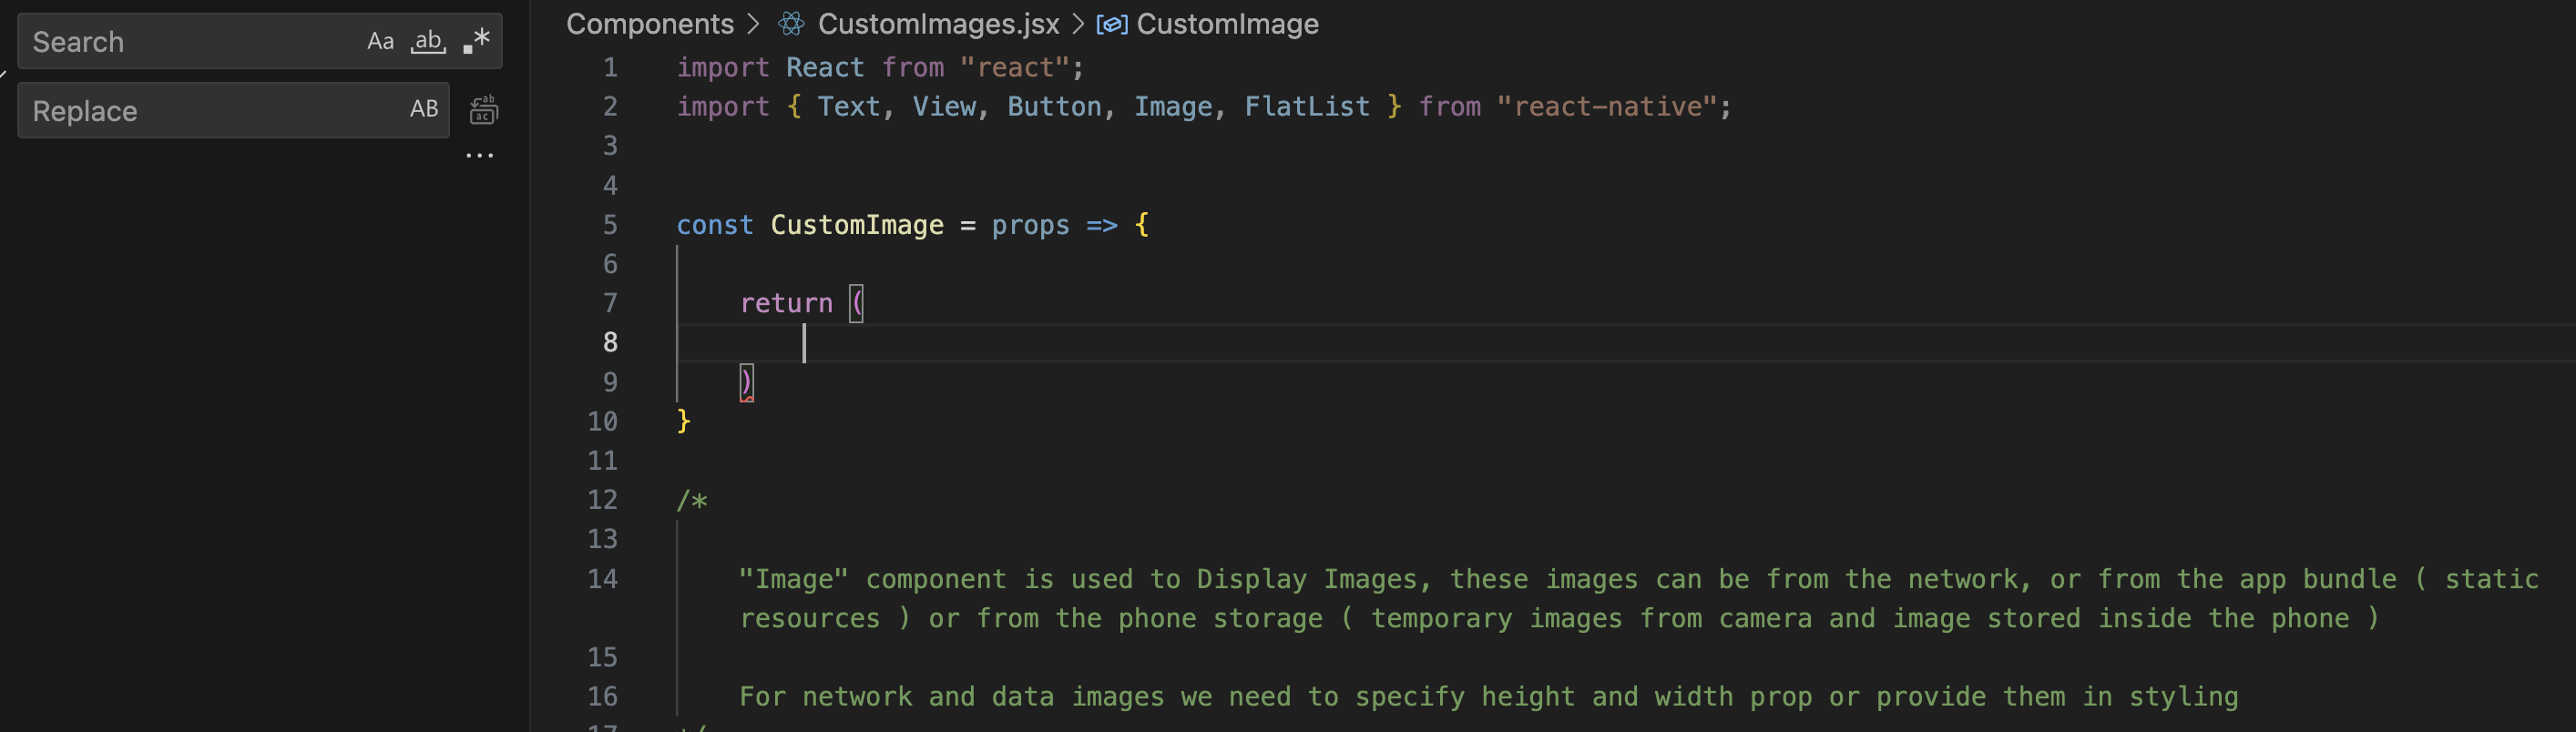 Search Aa ab .*
Replace AB
...
Components > CustomImages.jsx > CustomImage
1 import React from "react";
2 import { Text, View, Button, Image, FlatList } from "react-native";
3
4
5 const CustomImage = props => {
6
7 return (
8
9 )
10 }
11
12 /*
13
14 "Image" component is used to Display Images, these images can be from the network, or from the app bundle ( static
resources ) or from the phone storage ( temporary images from camera and image stored inside the phone )
15
16 For network and data images we need to specify height and width prop or provide them in styling
17 */